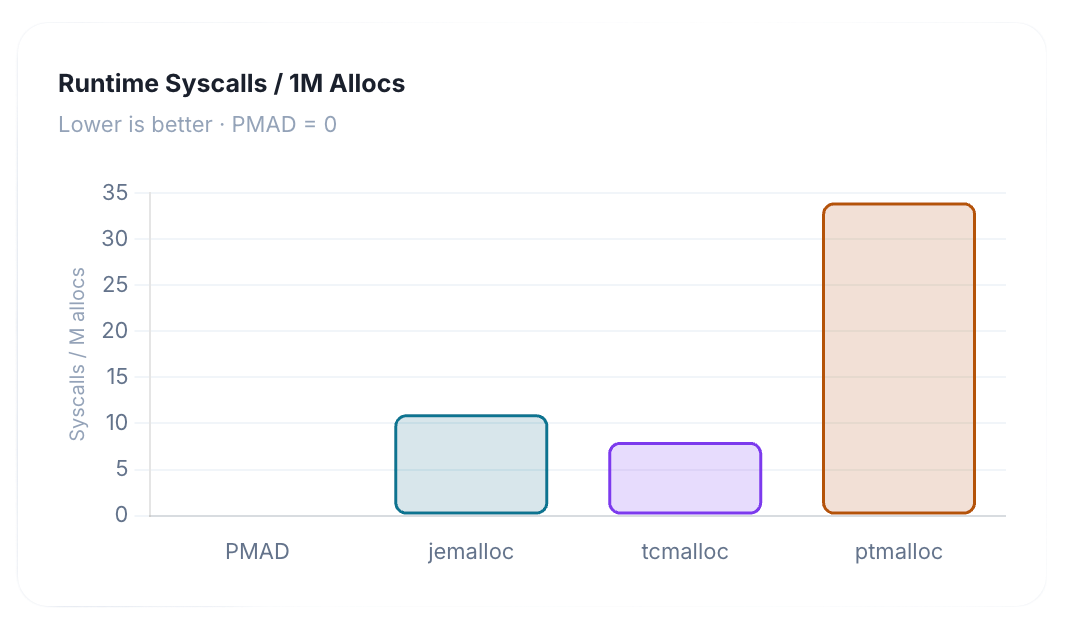 Runtime Syscalls / 1M Allocs
Lower is better · PMAD = 0
Syscalls / M allocs
35
30
25
20
15
10
5
0
PMAD jemalloc tcmalloc ptmalloc